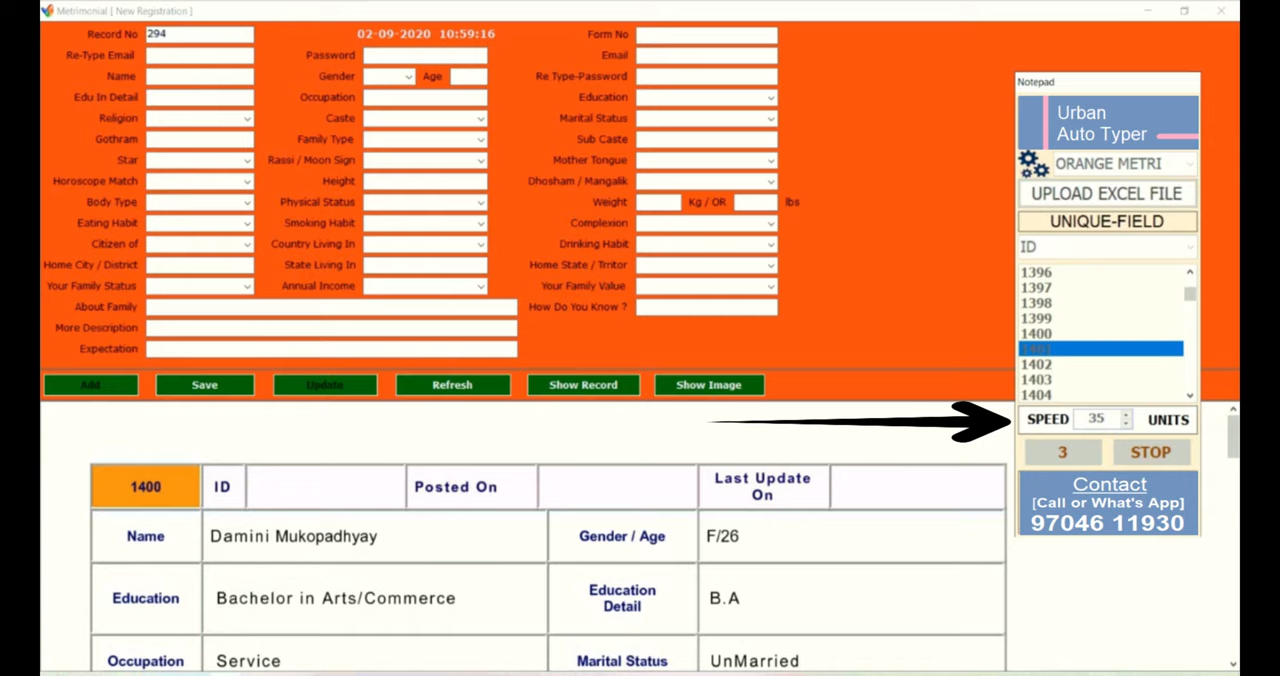 Metrimonial [ New Registration ]
Record No 294 02-09-2020 10:59:16 Form No
Re-Type Email Password Email
Name Gender Age Re Type-Password
Edu In Detail Occupation Education
Religion Caste Marital Status
Gothram Family Type Sub Caste
Star Rassi / Moon Sign Mother Tongue
Horoscope Match Height Dhosham / Mangalik
Body Type Physical Status Weight Kg / OR lbs
Eating Habit Smoking Habit Complexion
Citizen of Country Living In Drinking Habit
Home City / District State Living In Home State / Trritor
Your Family Status Annual Income Your Family Value
About Family How Do You Know ?
More Description
Expectation
Add Save Update Refresh Show Record Show Image
Notepad
Urban
Auto Typer
ORANGE METRI
UPLOAD EXCEL FILE
UNIQUE-FIELD
ID
1396
1397
1398
1399
1400
1401
1402
1403
1404
SPEED 35 UNITS
3 STOP
Contact
[Call or What's App]
97046 11930
1400 ID Posted On Last Update On
Name Damini Mukopadhyay Gender / Age F/26
Education Bachelor in Arts/Commerce Education Detail B.A
Occupation Service Marital Status UnMarried